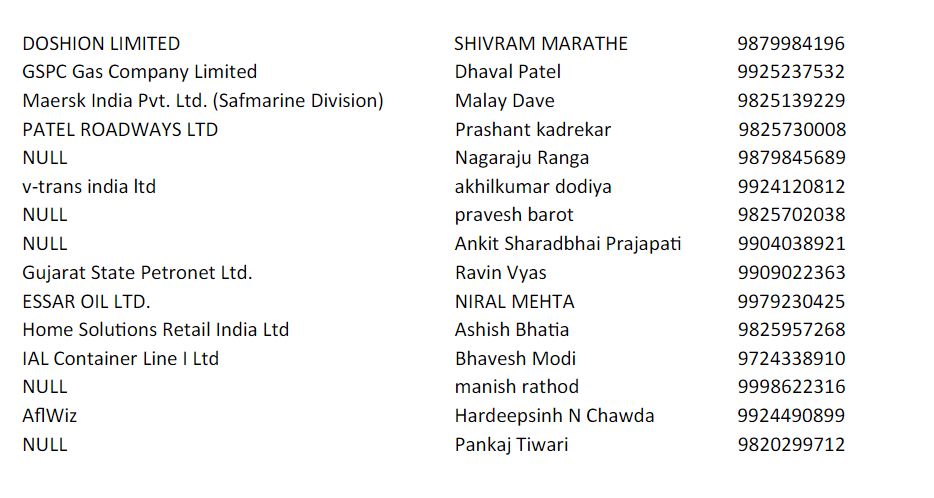 DOSHION LIMITED SHIVRAM MARATHE 9879984196
GSPC Gas Company Limited Dhaval Patel 9925237532
Maersk India Pvt. Ltd. (Safmarine Division) Malay Dave 9825139229
PATEL ROADWAYS LTD Prashant kadrekar 9825730008
NULL Nagaraju Ranga 9879845689
v-trans india ltd akhilkumar dodiya 9924120812
NULL pravesh barot 9825702038
NULL Ankit Sharadbhai Prajapati 9904038921
Gujarat State Petronet Ltd. Ravin Vyas 9909022363
ESSAR OIL LTD. NIRAL MEHTA 9979230425
Home Solutions Retail India Ltd Ashish Bhatia 9825957268
IAL Container Line I Ltd Bhavesh Modi 9724338910
NULL manish rathod 9998622316
AflWiz Hardeepsinh N Chawda 9924490899
NULL Pankaj Tiwari 9820299712